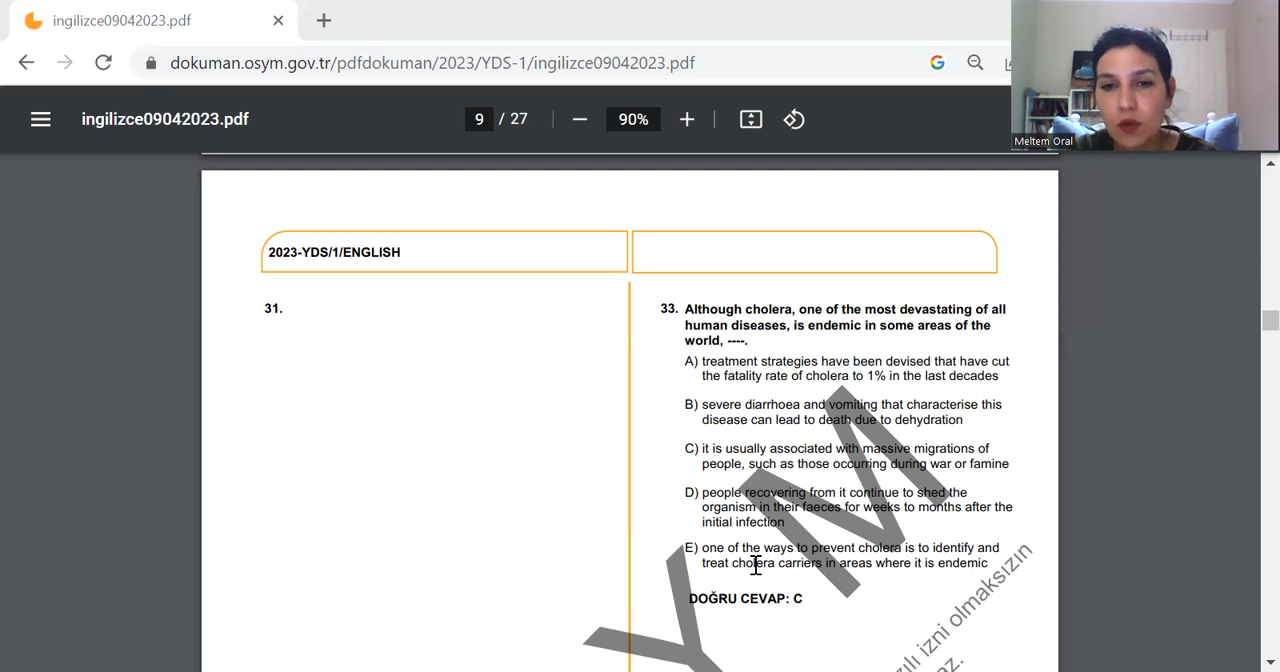 ingilizce09042023.pdf
dokuman.osym.gov.tr/pdfdokuman/2023/YDS-1/ingilizce09042023.pdf
ingilizce09042023.pdf
9 / 27
90%
Meltem Oral
2023-YDS/1/ENGLISH
31.
33. Although cholera, one of the most devastating of all
human diseases, is endemic in some areas of the
world, ----.
A) treatment strategies have been devised that have cut
the fatality rate of cholera to 1% in the last decades
B) severe diarrhoea and vomiting that characterise this
disease can lead to death due to dehydration
C) it is usually associated with massive migrations of
people, such as those occurring during war or famine
D) people recovering from it continue to shed the
organism in their faeces for weeks to months after the
initial infection
E) one of the ways to prevent cholera is to identify and
treat cholera carriers in areas where it is endemic
DOĞRU CEVAP: C
Y M
izni olmaksızın